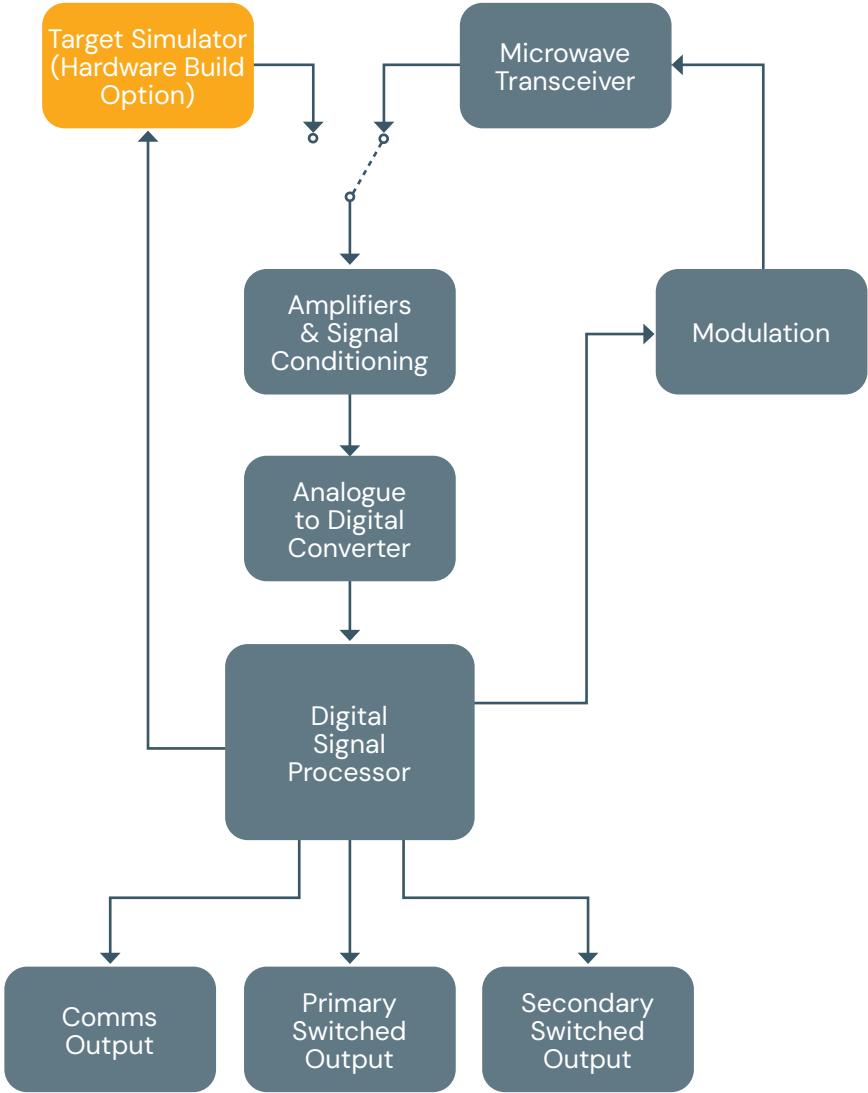 Target Simulator
(Hardware Build
Option)
Microwave
Transceiver
Amplifiers
& Signal
Conditioning
Modulation
Analogue
to Digital
Converter
Digital
Signal
Processor
Comms
Output
Primary
Switched
Output
Secondary
Switched
Output